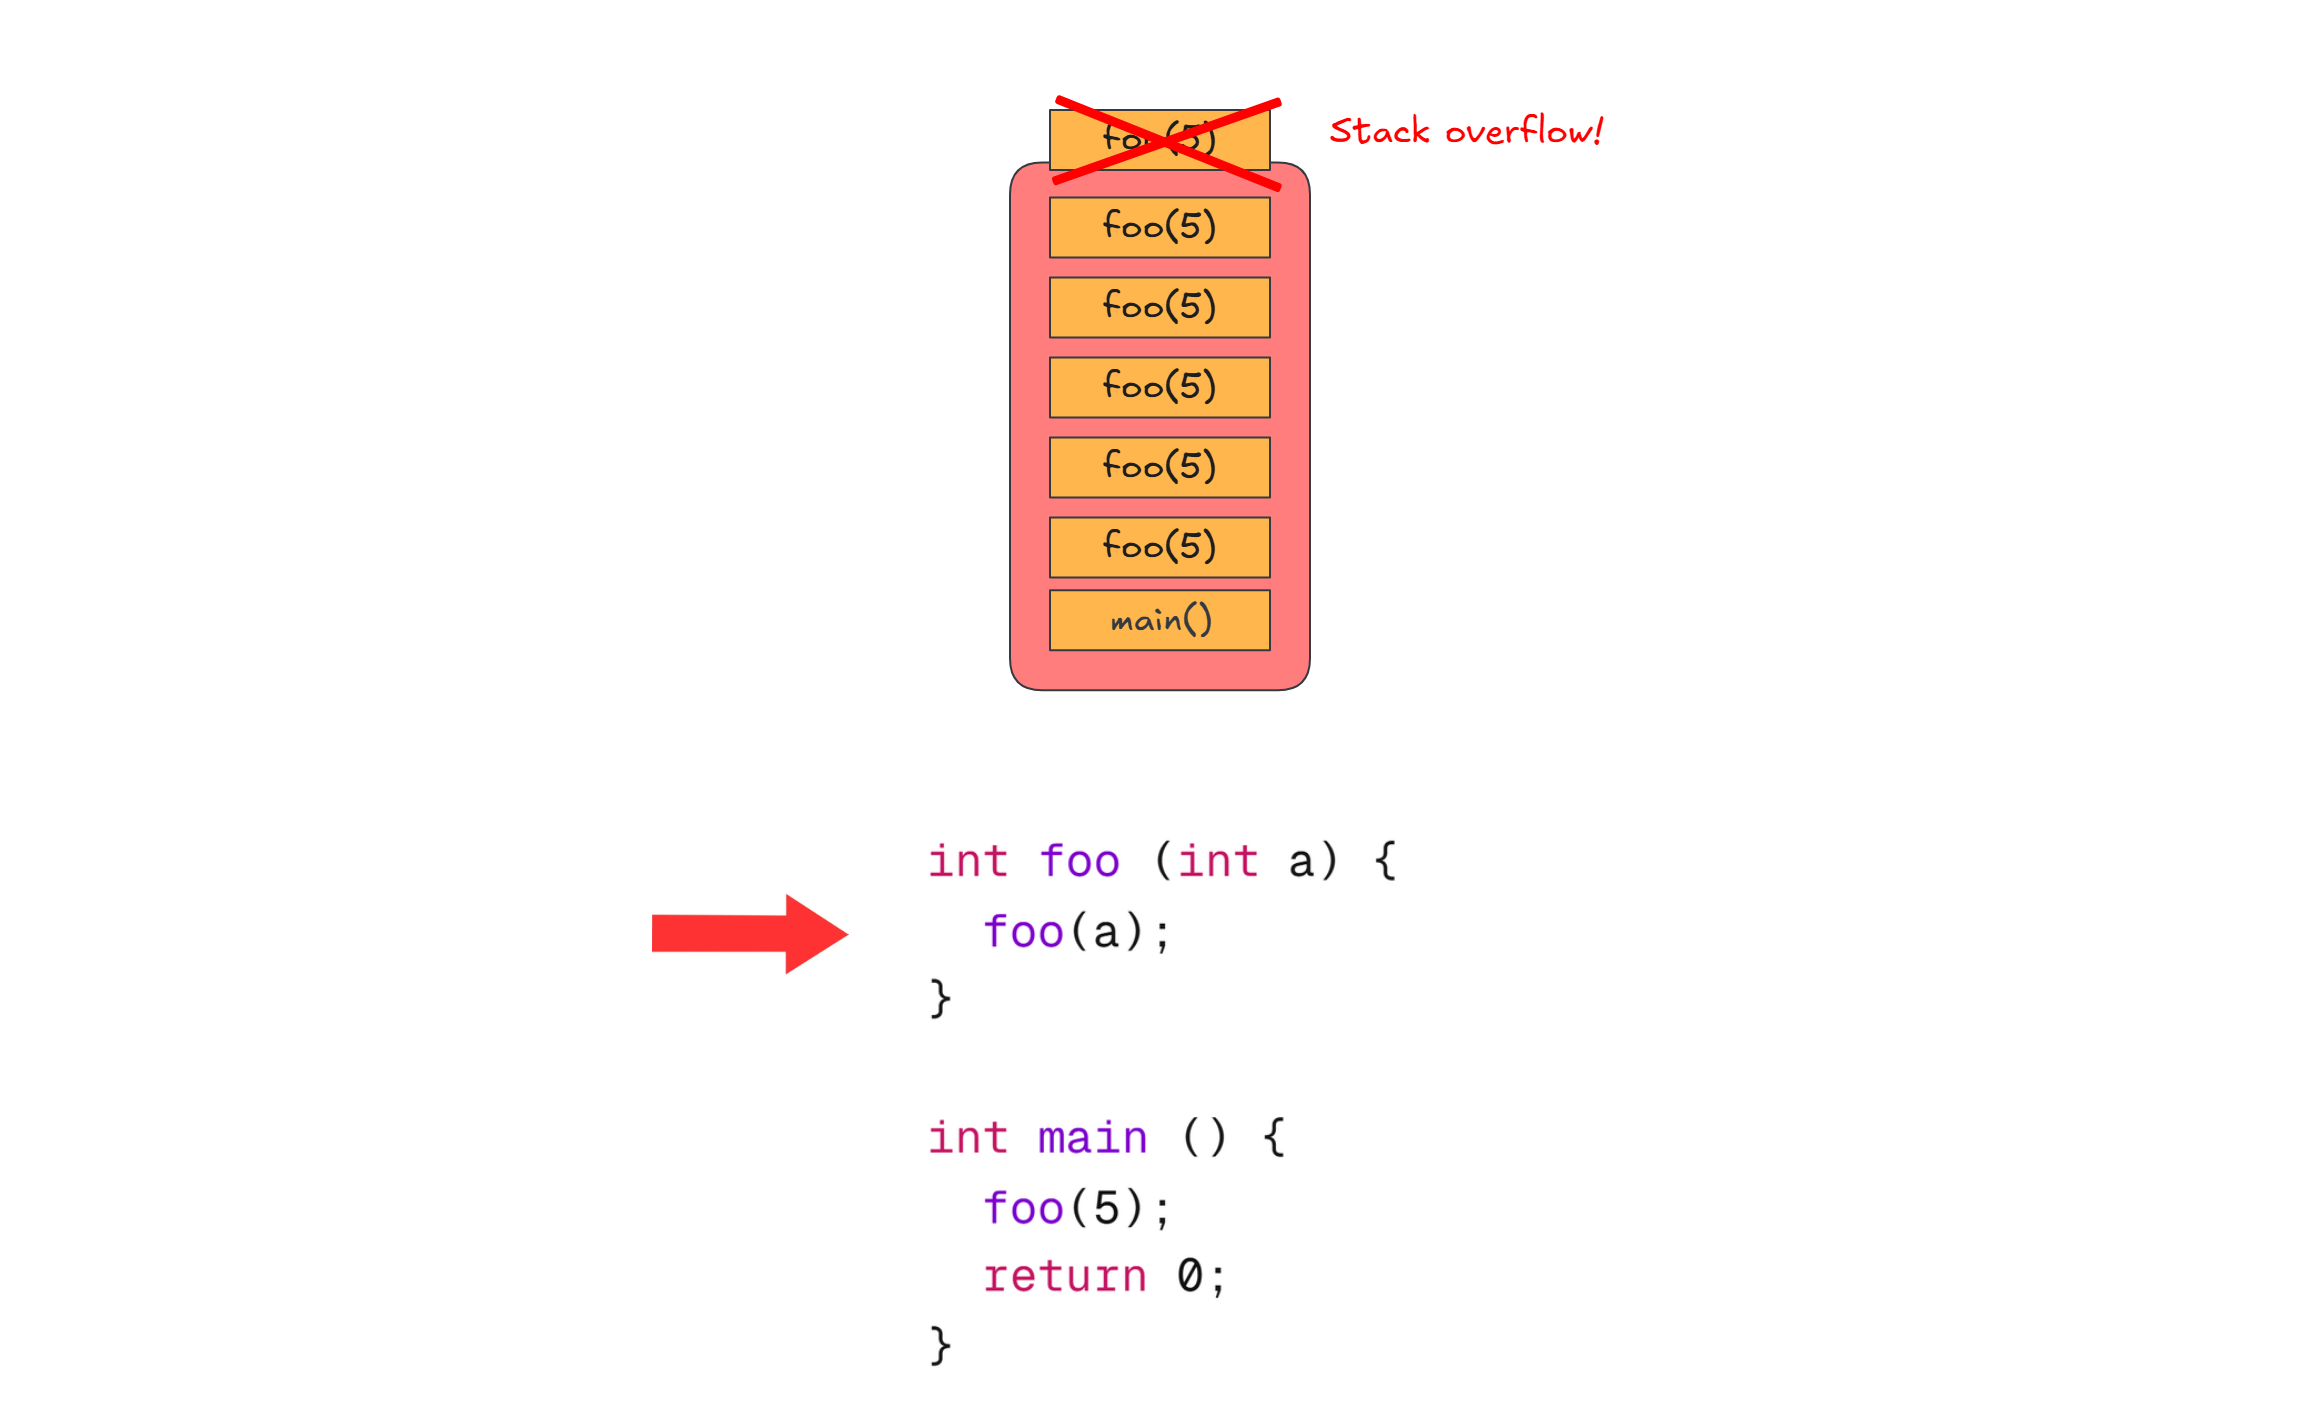 foo(5)
Stack overflow!
foo(5)
foo(5)
foo(5)
foo(5)
foo(5)
main()
int foo (int a) {
foo(a);
}
int main () {
foo(5);
return 0;
}